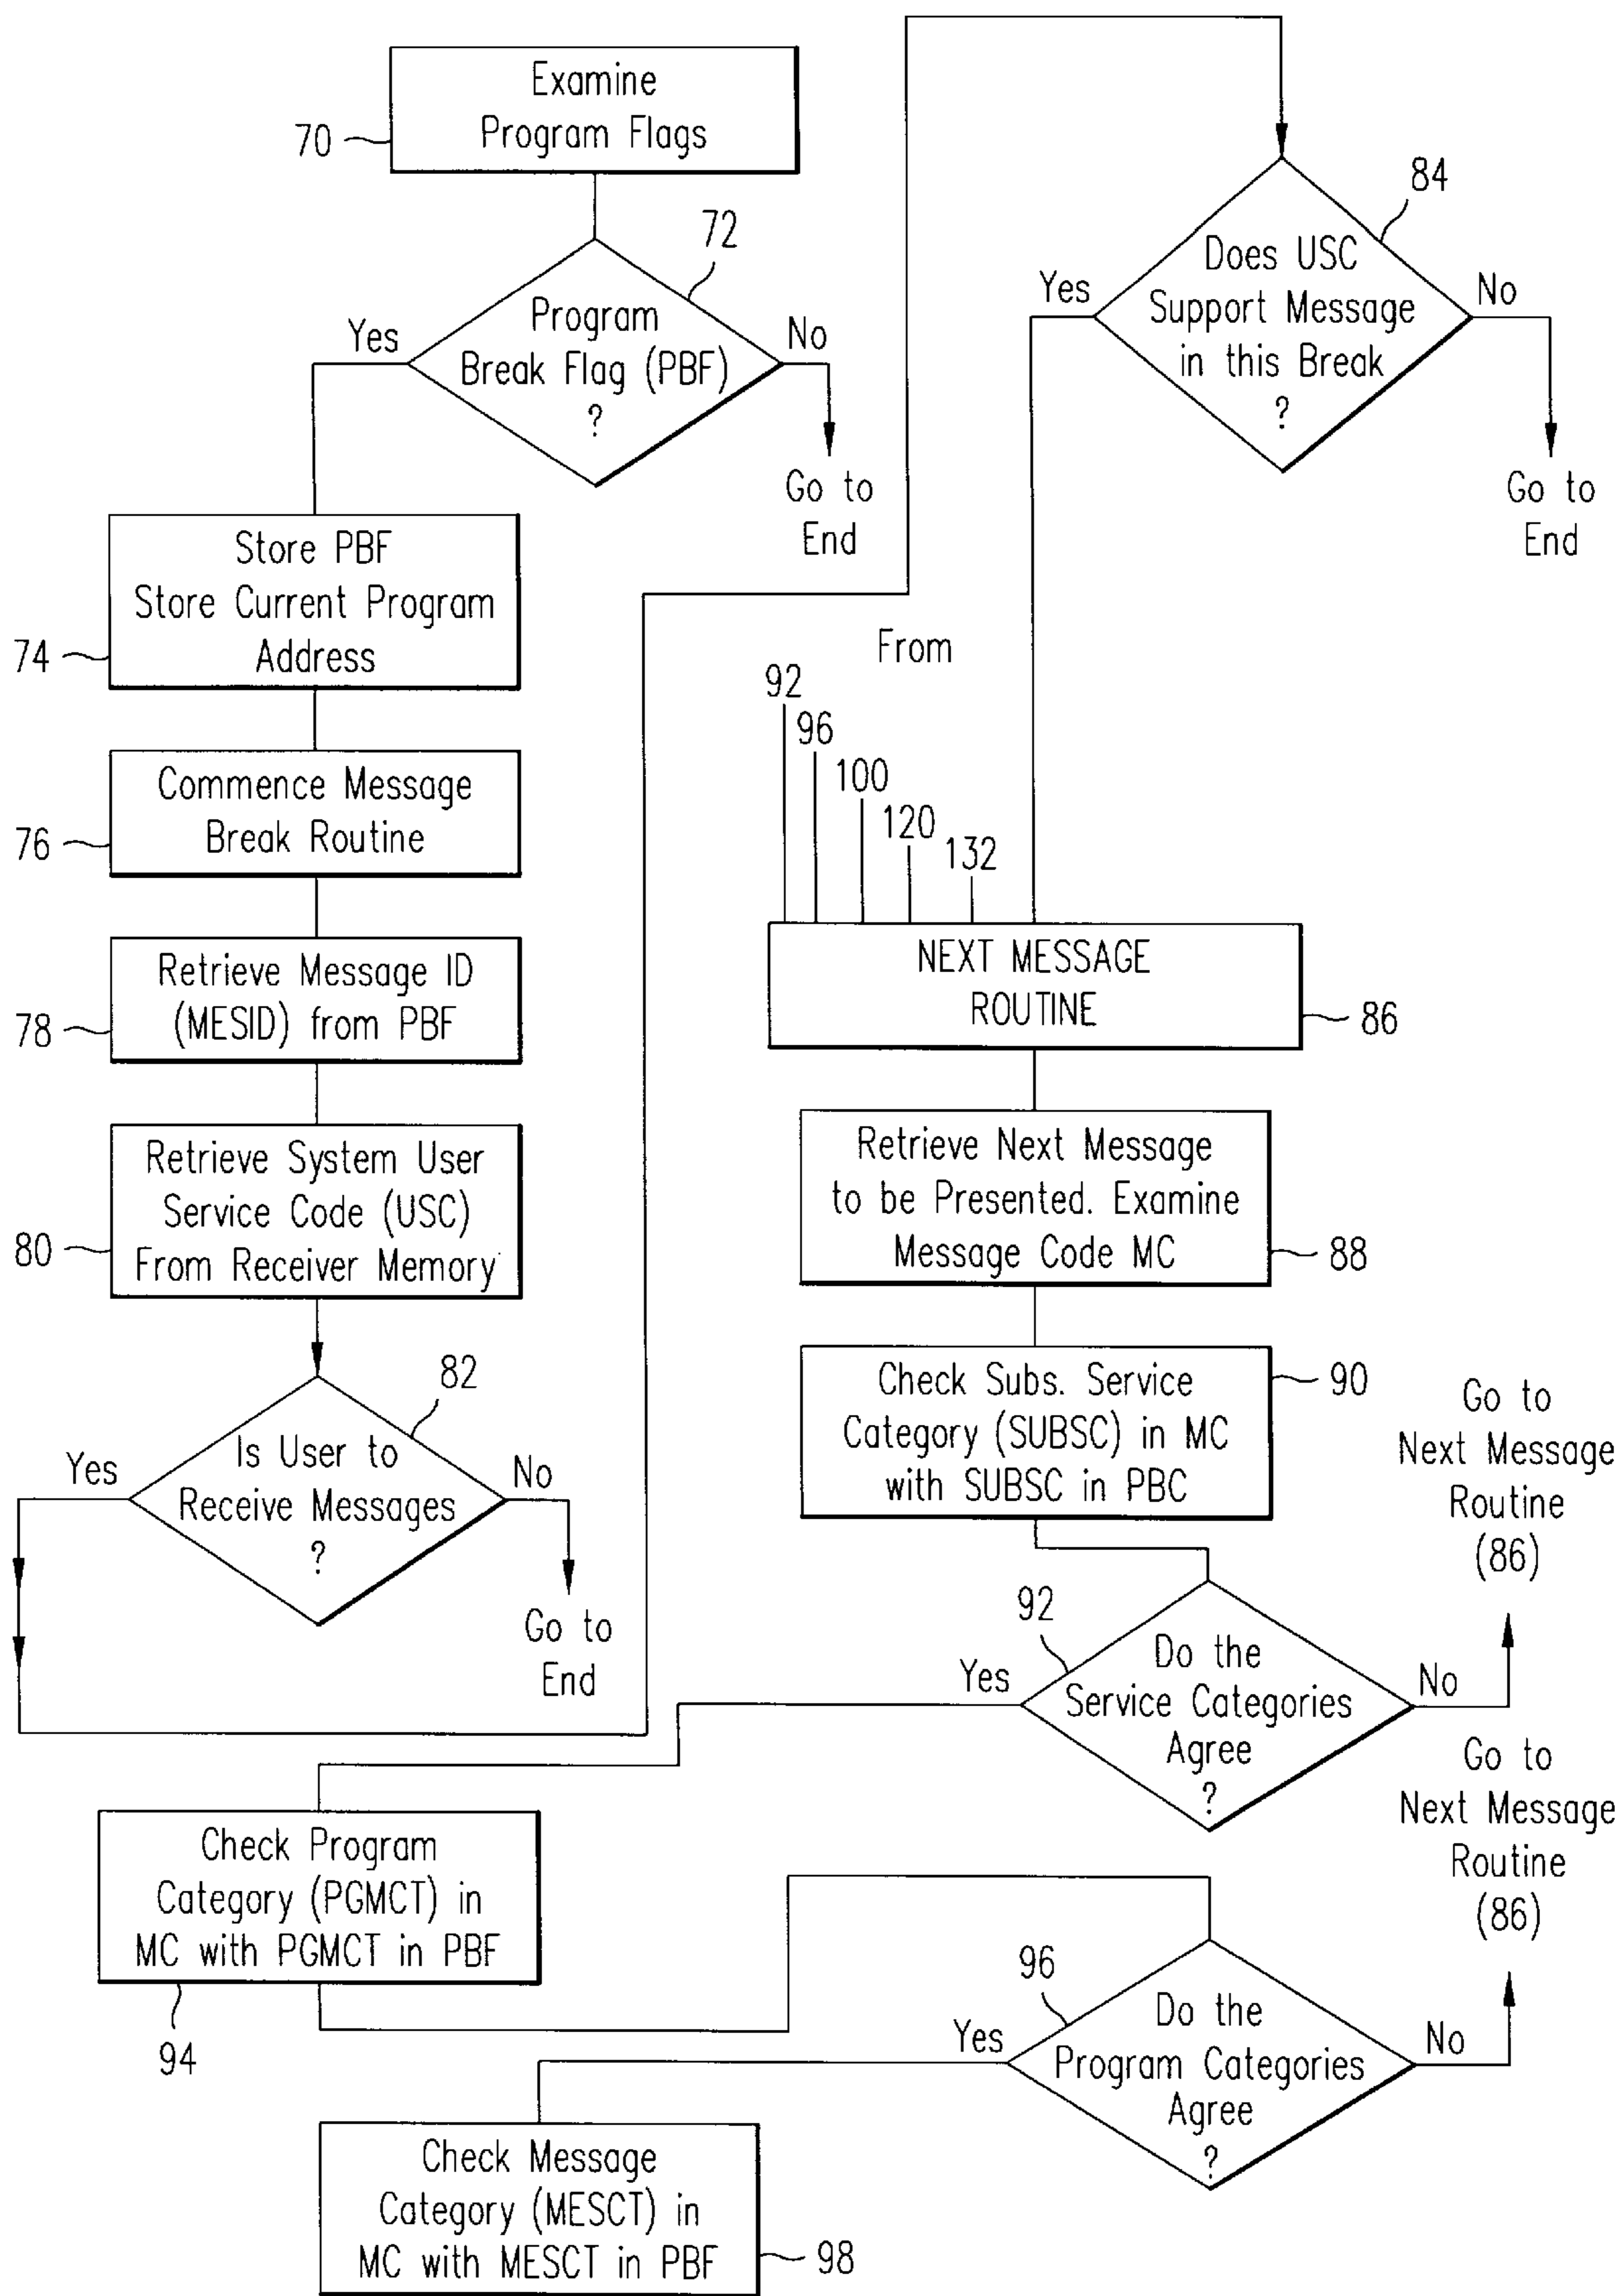 Examine
Program Flags
70
72
Program
Break Flag (PBF)
?
Yes
No
Go to
End
Store PBF
Store Current Program
Address
74
Commence Message
Break Routine
76
Retrieve Message ID
(MESID) from PBF
78
Retrieve System User
Service Code (USC)
From Receiver Memory
80
82
Is User to
Receive Messages
?
Yes
No
Go to
End
84
Does USC
Support Message
in this Break
?
Yes
No
Go to
End
From
92
96
100
120
132
NEXT MESSAGE
ROUTINE
86
Retrieve Next Message
to be Presented. Examine
Message Code MC
88
Check Subs. Service
Category (SUBSC) in MC
with SUBSC in PBC
90
92
Do the
Service Categories
Agree
?
Yes
No
Go to
Next Message
Routine
(86)
Check Program
Category (PGMCT) in
MC with PGMCT in PBF
94
96
Do the
Program Categories
Agree
?
Yes
No
Go to
Next Message
Routine
(86)
Check Message
Category (MESCT) in
MC with MESCT in PBF
98